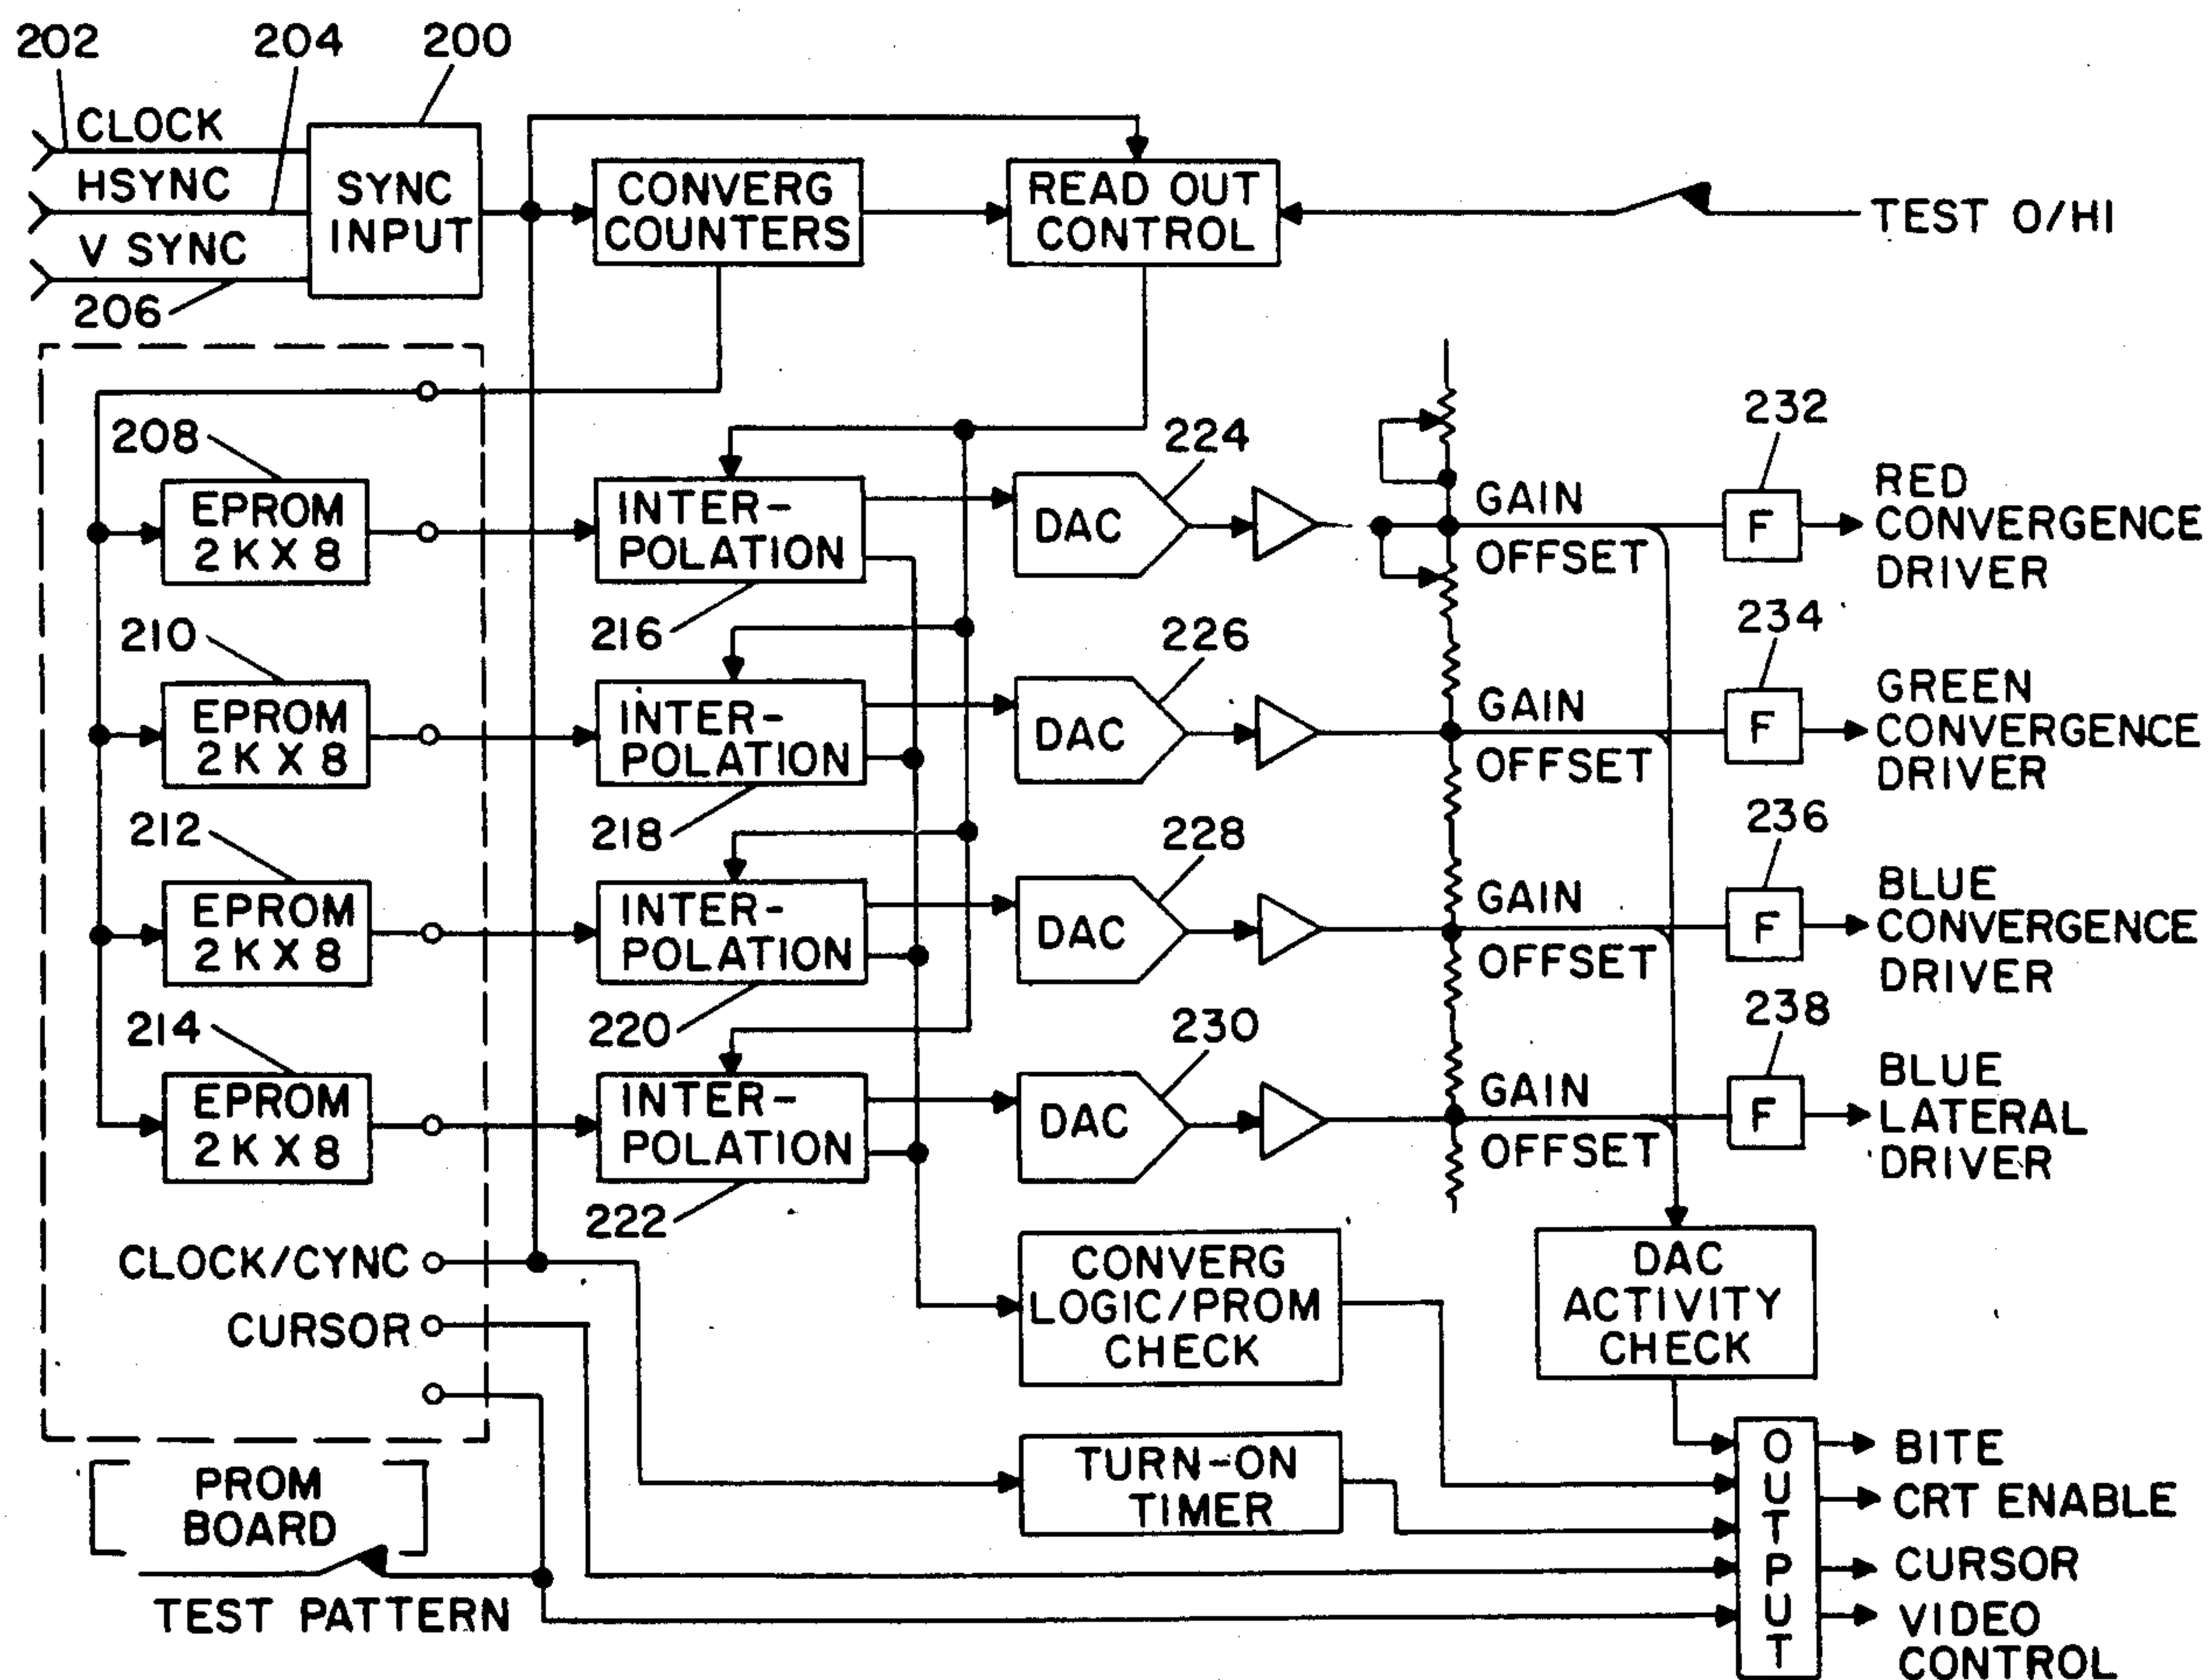 202
204
200
CLOCK
HSYNC
V SYNC
206
SYNC
INPUT
CONVERG
COUNTERS
READ OUT
CONTROL
TEST O/HI
208
EPROM
2KX8
INTER-
POLATION
216
224
DAC
GAIN
OFFSET
232
F
RED
CONVERGENCE
DRIVER
210
EPROM
2KX8
INTER-
POLATION
218
226
DAC
GAIN
OFFSET
234
F
GREEN
CONVERGENCE
DRIVER
212
EPROM
2KX8
INTER-
POLATION
220
228
DAC
GAIN
OFFSET
236
F
BLUE
CONVERGENCE
DRIVER
214
EPROM
2KX8
INTER-
POLATION
222
230
DAC
GAIN
OFFSET
238
F
BLUE
LATERAL
DRIVER
CLOCK/CYNC
CURSOR
CONVERG
LOGIC/PROM
CHECK
DAC
ACTIVITY
CHECK
PROM
BOARD
TEST PATTERN
TURN-ON
TIMER
OUTPUT
BITE
CRT ENABLE
CURSOR
VIDEO
CONTROL